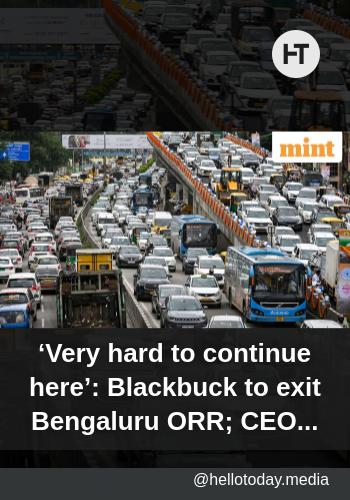 HT
mint
‘Very hard to continue
here’: Blackbuck to exit
Bengaluru ORR; CEO...
@hellotoday.media